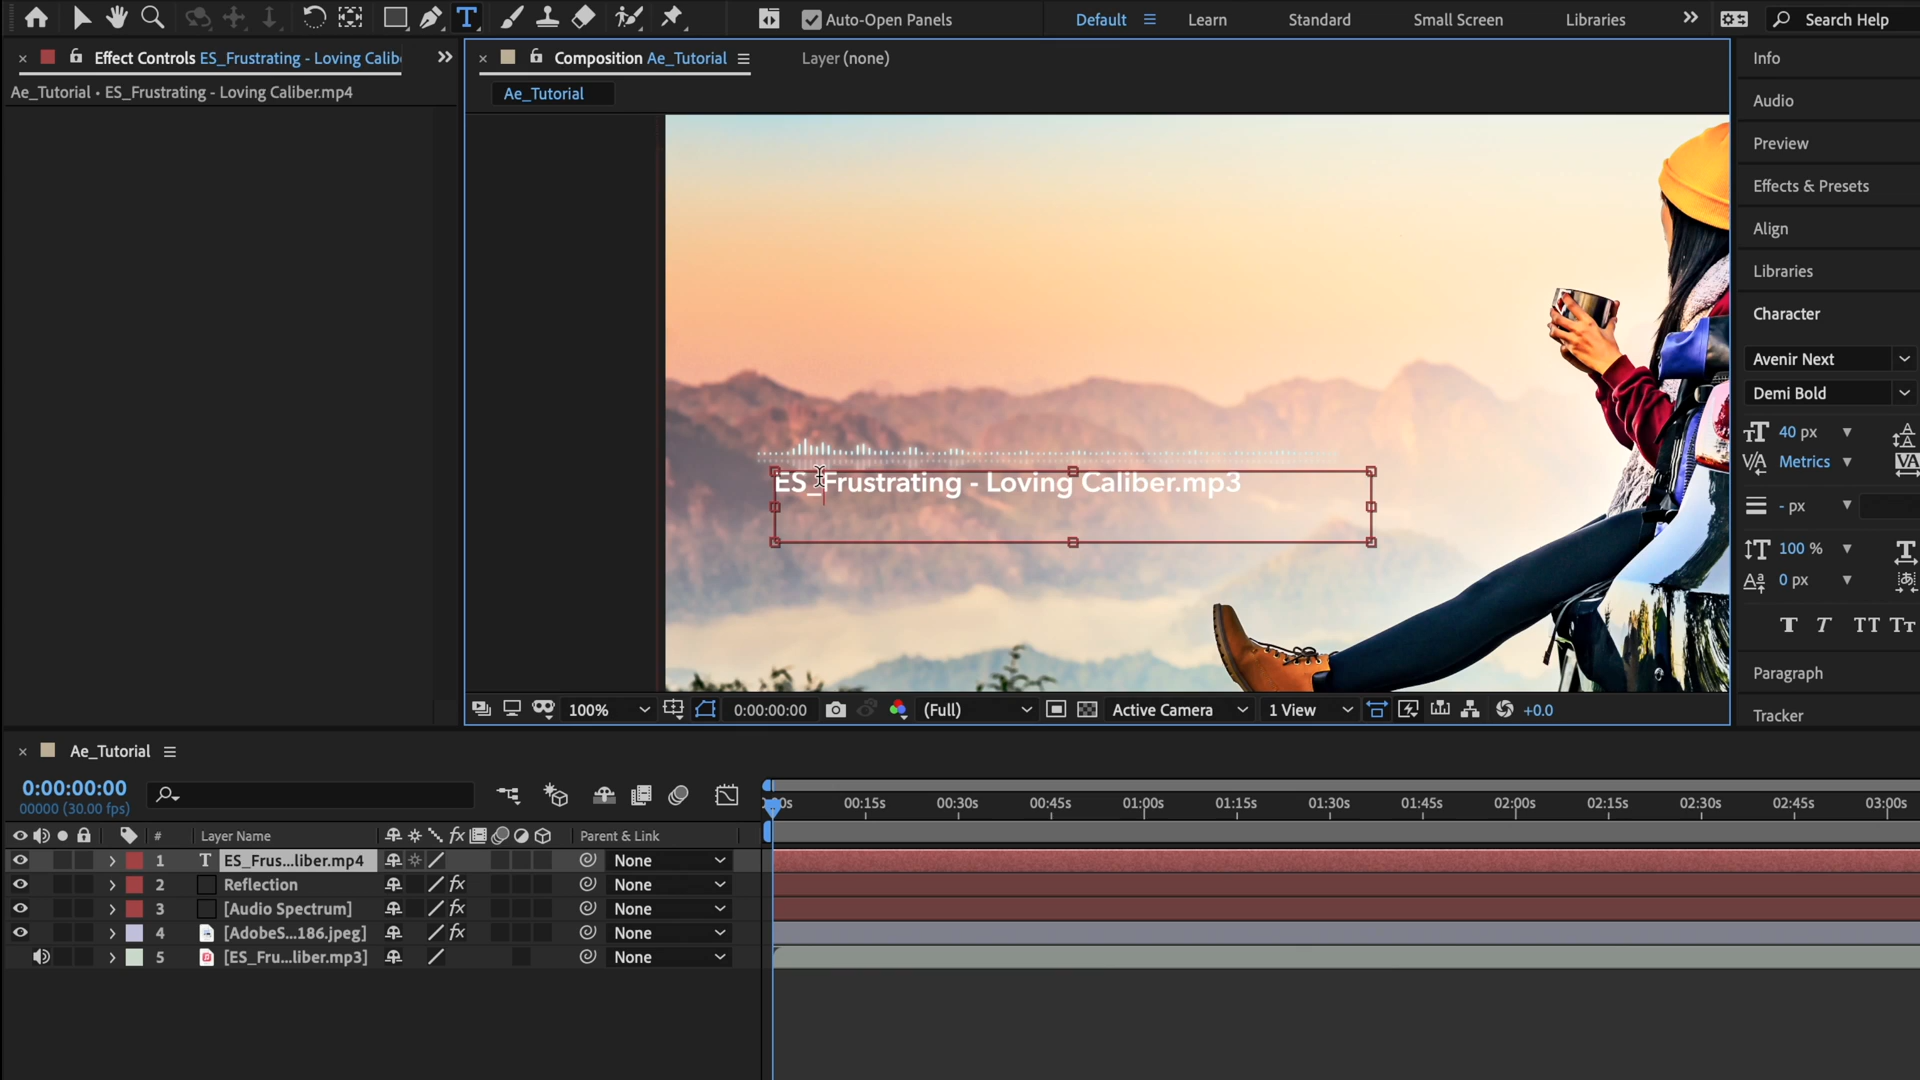 Auto-Open Panels
Default
Learn
Standard
Small Screen
Libraries
Search Help
Effect Controls ES_Frustrating - Loving Calib
Composition Ae_Tutorial
Layer (none)
Ae_Tutorial • ES_Frustrating - Loving Caliber.mp4
Ae_Tutorial
ES_Frustrating - Loving Caliber.mp3
Info
Audio
Preview
Effects & Presets
Align
Libraries
Character
Avenir Next
Demi Bold
40 px
Metrics
- px
100 %
0 px
T T TT Tт
Paragraph
Tracker
100%
0:00:00:00
(Full)
Active Camera
1 View
+0.0
Ae_Tutorial
0:00:00:00
00000 (30.00 fps)
00:15s 00:30s 00:45s 01:00s 01:15s 01:30s 01:45s 02:00s 02:15s 02:30s 02:45s 03:00s
# Layer Name fx Parent & Link
1 T ES_Frus...liber.mp4 None
2 Reflection fx None
3 [Audio Spectrum] fx None
4 [AdobeS...186.jpeg] fx None
5 [ES_Fru...liber.mp3] None